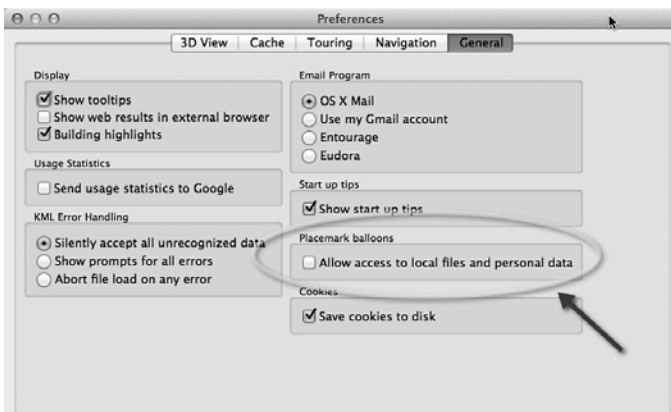 Preferences
3D View Cache Touring Navigation General
Display
Show tooltips
Show web results in external browser
Building highlights
Usage Statistics
Send usage statistics to Google
KML Error Handling
Silently accept all unrecognized data
Show prompts for all errors
Abort file load on any error
Email Program
OS X Mail
Use my Gmail account
Entourage
Eudora
Start up tips
Show start up tips
Placemark balloons
Allow access to local files and personal data
Cookies
Save cookies to disk